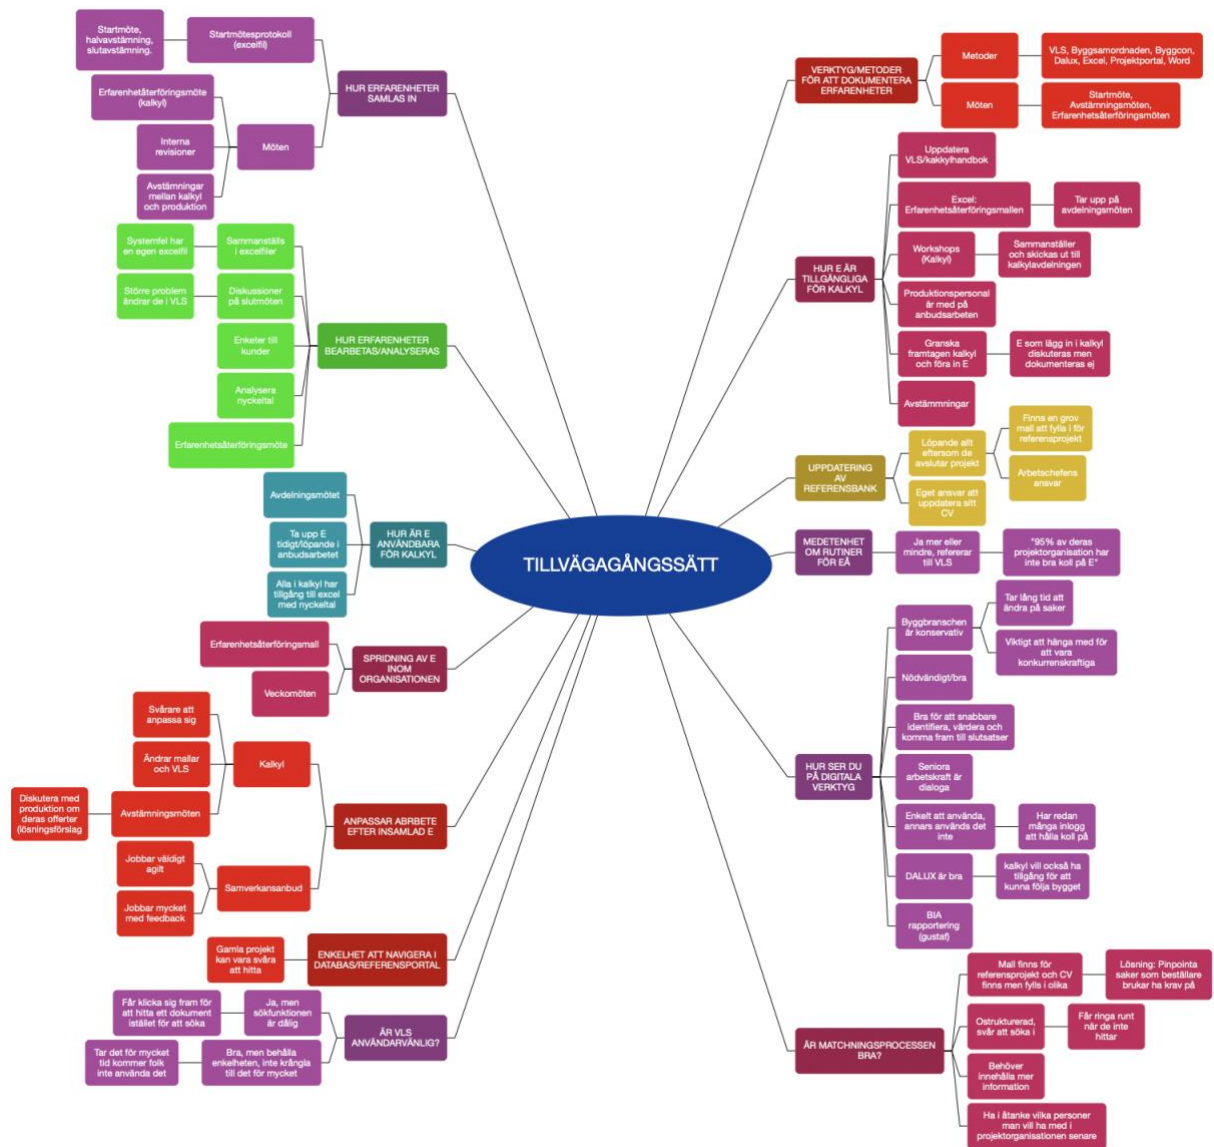 TILLVÄGAGÅNGSSÄTT
HUR ERFARENHETER
SAMLAS IN
Startmötesprotokoll
(excelfil)
Startmöte,
halvavstämning,
slutavstämning.
Möten
Erfarenhetåterföringsmöte
(kalkyl)
Interna
revisioner
Avstämningar
mellan kalkyl
och produktion
HUR ERFARENHETER
BEARBETAS/ANALYSERAS
Sammanställs
i excelfiler
Systemfel har
en egen excelfil
Diskussioner
på slutmöten
Större problem
ändrar de i VLS
Enketer till
kunder
Analysera
nyckeltal
Erfarenhetsåterföringsmöte
HUR ÄR E
ANVÄNDBARA
FÖR KALKYL
Avdelningsmötet
Ta upp E
tidigt/löpande i
anbudsarbetet
Alla i kalkyl har
tillgång till excel
med nyckeltal
SPRIDNING AV E
INOM
ORGANISATIONEN
Erfarenhetsåterföringsmall
Veckomöten
ANPASSAR ABRBETE
EFTER INSAMLAD E
Kalkyl
Svårare att
anpassa sig
Ändrar mallar
och VLS
Avstämningsmöten
Diskutera med
produktion om
deras offerter
(lösningsförslag
Samverkansanbud
Jobbar väldigt
agilt
Jobbar mycket
med feedback
ENKELHET ATT NAVIGERA I
DATABAS/REFERENSPORTAL
Gamla projekt
kan vara svåra
att hitta
ÄR VLS
ANVÄNDARVÄNLIG?
Ja, men
sökfunktionen
är dålig
Får klicka sig fram för
att hitta ett dokument
istället för att söka
Bra, men behålla
enkelheten, inte krångla
till det för mycket
Tar det för mycket
tid kommer folk
inte använda det
VERKTYG/METODER
FÖR ATT DOKUMENTERA
ERFARENHETER
Metoder
VLS, Byggsamordnaden, Byggcon,
Dalux, Excel, Projektportal, Word
Möten
Startmöte,
Avstämningsmöten,
Erfarenhetsåterföringsmöten
HUR E ÄR
TILLGÄNGLIGA
FÖR KALKYL
Uppdatera
VLS/kakkylhandbok
Excel:
Erfarenhetsåterföringsmallen
Tar upp på
avdelningsmöten
Workshops
(Kalkyl)
Sammanställer
och skickas ut till
kalkylavdelningen
Produktionspersonal
är med på
anbudsarbeten
Granska
framtagen kalkyl
och föra in E
E som lägg in i kalkyl
diskuteras men
dokumenteras ej
Avstämmningar
UPPDATERING
AV
REFERENSBANK
Löpande allt
eftersom de
avslutar projekt
Finns en grov
mall att fylla i för
referensprojekt
Arbetschefens
ansvar
Eget ansvar att
uppdatera sitt
CV
MEDETENHET
OM RUTINER
FÖR EÅ
Ja mer eller
mindre, refererar
till VLS
"95% av deras
projektorganisation har
inte bra koll på E"
HUR SER DU
PÅ DIGITALA
VERKTYG
Byggbranschen
är konservativ
Tar lång tid att
ändra på saker
Viktigt att hänga med för
att vara
konkurrenskraftiga
Nödvändigt/bra
Bra för att snabbare
identifiera, värdera och
komma fram till slutsatser
Seniora
arbetskraft är
dialoga
Enkelt att använda,
annars används det
inte
Har redan
många inlogg
att hålla koll på
DALUX är bra
kalkyl vill också ha
tillgång för att
kunna följa bygget
BIA
rapportering
(gustaf)
ÄR MATCHNINGSPROCESSEN
BRA?
Mall finns för
referensprojekt och CV
finns men fylls i olika
Lösning: Pinpointa
saker som beställare
brukar ha krav på
Ostrukturerad,
svår att söka i
Får ringa runt
när de inte
hittar
Behöver
innehålla mer
information
Ha i åtanke vilka personer
man vill ha med i
projektorganisationen senare